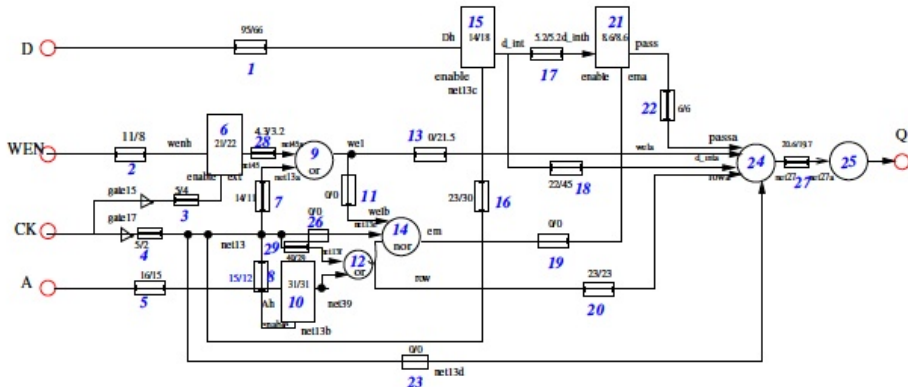 95/66
D
1
Dh
15
14/18
enable
net13c
d_int
5.2/5.2
d_inth
17
21
8.6/8.6
pass
enable
ema
22
6/6
11/8
WEN
2
wenh
6
21/22
enable
ext
4.3/3.2
28
net45
9
or
we1
13
0/21.5
passa
Q
24
20.6/19.7
27
net27
net27a
25
d_inta
rowa
22/45
18
gate15
5/4
3
14/11
7
0/0
11
23/30
16
CK
gate17
5/2
4
net13
0/0
26
29
welb
14
nor
em
0/0
19
A
16/15
5
15/12
8
Ah
31/31
10
net39
12
or
row
23/23
20
net13b
0/0
23
net13d